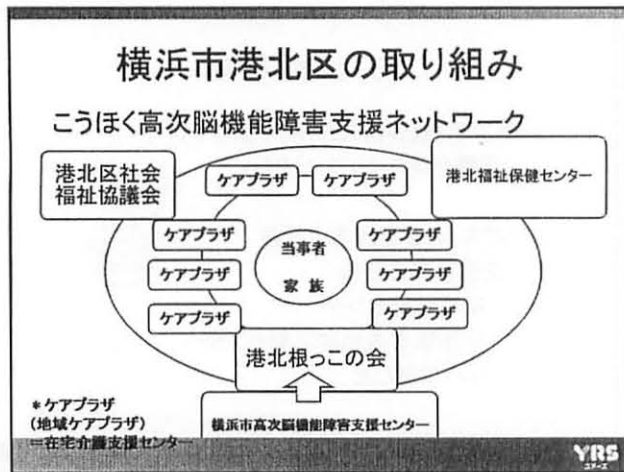 横浜市港北区の取り組み
こうほく高次脳機能障害支援ネットワーク
港北区社会
福祉協議会
ケアプラザ
ケアプラザ
港北福祉保健センター
ケアプラザ
当事者
ケアプラザ
ケアプラザ
家族
ケアプラザ
ケアプラザ
ケアプラザ
港北根っこの会
*ケアプラザ
(地域ケアプラザ)
=在宅介護支援センター
横浜市高次脳機能障害支援センター
YRS
ユアーズ